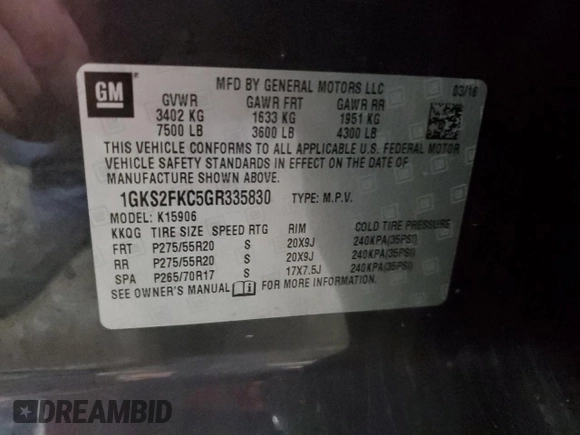 GM
MFD BY GENERAL MOTORS LLC
03/16
GVWR GAWR FRT GAWR RR
3402 KG 1633 KG 1951 KG
7500 LB 3600 LB 4300 LB
THIS VEHICLE CONFORMS TO ALL APPLICABLE U.S. FEDERAL MOTOR
VEHICLE SAFETY STANDARDS IN EFFECT ON THE DATE OF
MANUFACTURE SHOWN ABOVE.
1GKS2FKC5GR335830 TYPE: M.P.V.
MODEL: K15906
KKQG TIRE SIZE SPEED RTG RIM COLD TIRE PRESSURE
FRT P275/55R20 S 20X9J 240KPA(35PSI)
RR P275/55R20 S 20X9J 240KPA(35PSI)
SPA P265/70R17 S 17X7.5J 240KPA(35PSI)
SEE OWNER'S MANUAL FOR MORE INFORMATION.
DREAMBID